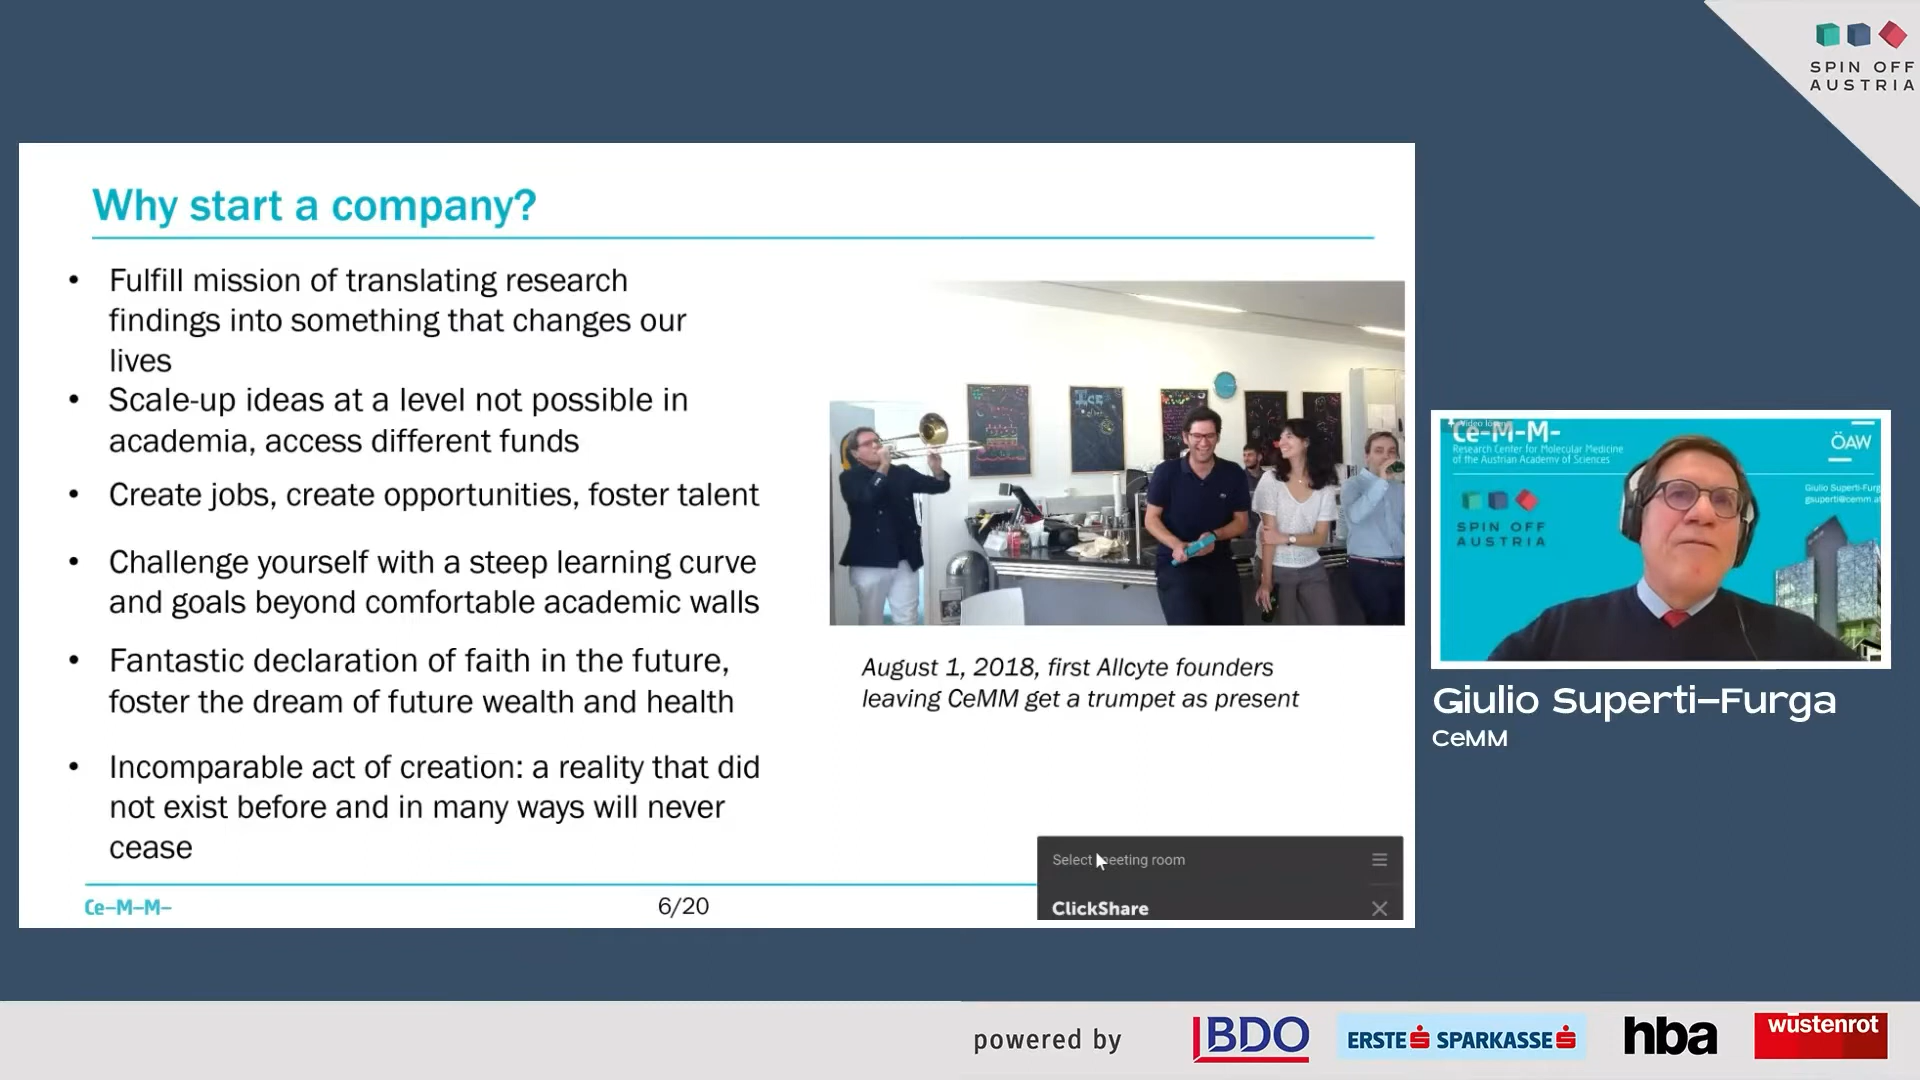 SPIN OFF
AUSTRIA
Why start a company?
• Fulfill mission of translating research
findings into something that changes our
lives
• Scale-up ideas at a level not possible in
academia, access different funds
• Create jobs, create opportunities, foster talent
• Challenge yourself with a steep learning curve
and goals beyond comfortable academic walls
• Fantastic declaration of faith in the future,
foster the dream of future wealth and health
• Incomparable act of creation: a reality that did
not exist before and in many ways will never
cease
August 1, 2018, first Allcyte founders
leaving CeMM get a trumpet as present
Ce-M-M-
6/20
Select meeting room
ClickShare
Ce-M-M-
Research Center for Molecular Medicine
of the Austrian Academy of Sciences
ÖAW
Giulio Superti-Furg
gsuperti@cemm.a
SPIN OFF
AUSTRIA
Giulio Superti-Furga
CeMM
powered by
BDO
ERSTE SPARKASSE
hba
wüstenrot